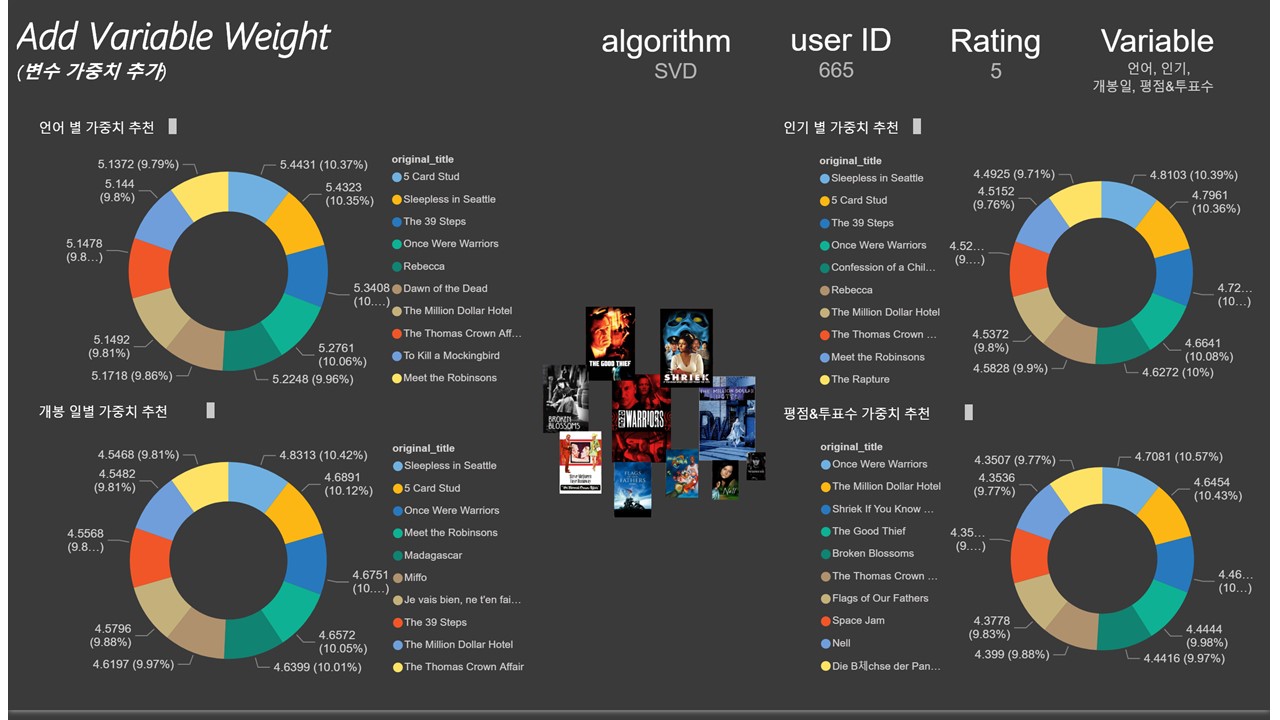 Add Variable Weight
(변수 가중치 추가)
algorithm
SVD
user ID
665
Rating
5
Variable
언어, 인기,
개봉일, 평점&투표수
언어 별 가중치 추천
5.1372 (9.79%)
5.4431 (10.37%)
5.144
(9.8%)
5.4323
(10.35%)
5.1478
(9.8…)
5.3408
(10.…)
5.1492
(9.81%)
5.2761
(10.06%)
5.1718 (9.86%)
5.2248 (9.96%)
original_title
5 Card Stud
Sleepless in Seattle
The 39 Steps
Once Were Warriors
Rebecca
Dawn of the Dead
The Million Dollar Hotel
The Thomas Crown Aff…
To Kill a Mockingbird
Meet the Robinsons
인기 별 가중치 추천
original_title
Sleepless in Seattle
5 Card Stud
The 39 Steps
Once Were Warriors
Confession of a Chil…
Rebecca
The Million Dollar Hotel
The Thomas Crown …
Meet the Robinsons
The Rapture
4.4925 (9.71%)
4.8103 (10.39%)
4.5152
(9.76%)
4.7961
(10.36%)
4.52…
(9.…)
4.72…
(10…)
4.5372
(9.8%)
4.6641
(10.08%)
4.5828 (9.9%)
4.6272 (10%)
THE GOOD THIEF
SHRIEK
BROKEN
BLOSSOMS
WARRIORS
THE MILLION DOLLAR
HOTEL
FLAGS
OF OUR
FATHERS
Nell
개봉 일별 가중치 추천
4.5468 (9.81%)
4.8313 (10.42%)
4.5482
(9.81%)
4.6891
(10.12%)
4.5568
(9.8…)
4.6751
(10.…)
4.5796
(9.88%)
4.6572
(10.05%)
4.6197 (9.97%)
4.6399 (10.01%)
original_title
Sleepless in Seattle
5 Card Stud
Once Were Warriors
Meet the Robinsons
Madagascar
Miffo
Je vais bien, ne t'en fai…
The 39 Steps
The Million Dollar Hotel
The Thomas Crown Affair
평점&투표수 가중치 추천
original_title
Once Were Warriors
The Million Dollar Hotel
Shriek If You Know …
The Good Thief
Broken Blossoms
The Thomas Crown …
Flags of Our Fathers
Space Jam
Nell
Die B체chse der Pan…
4.3507 (9.77%)
4.7081 (10.57%)
4.3536
(9.77%)
4.6454
(10.43%)
4.35…
(9.…)
4.46…
(10…)
4.3778
(9.83%)
4.4444
(9.98%)
4.399 (9.88%)
4.4416 (9.97%)